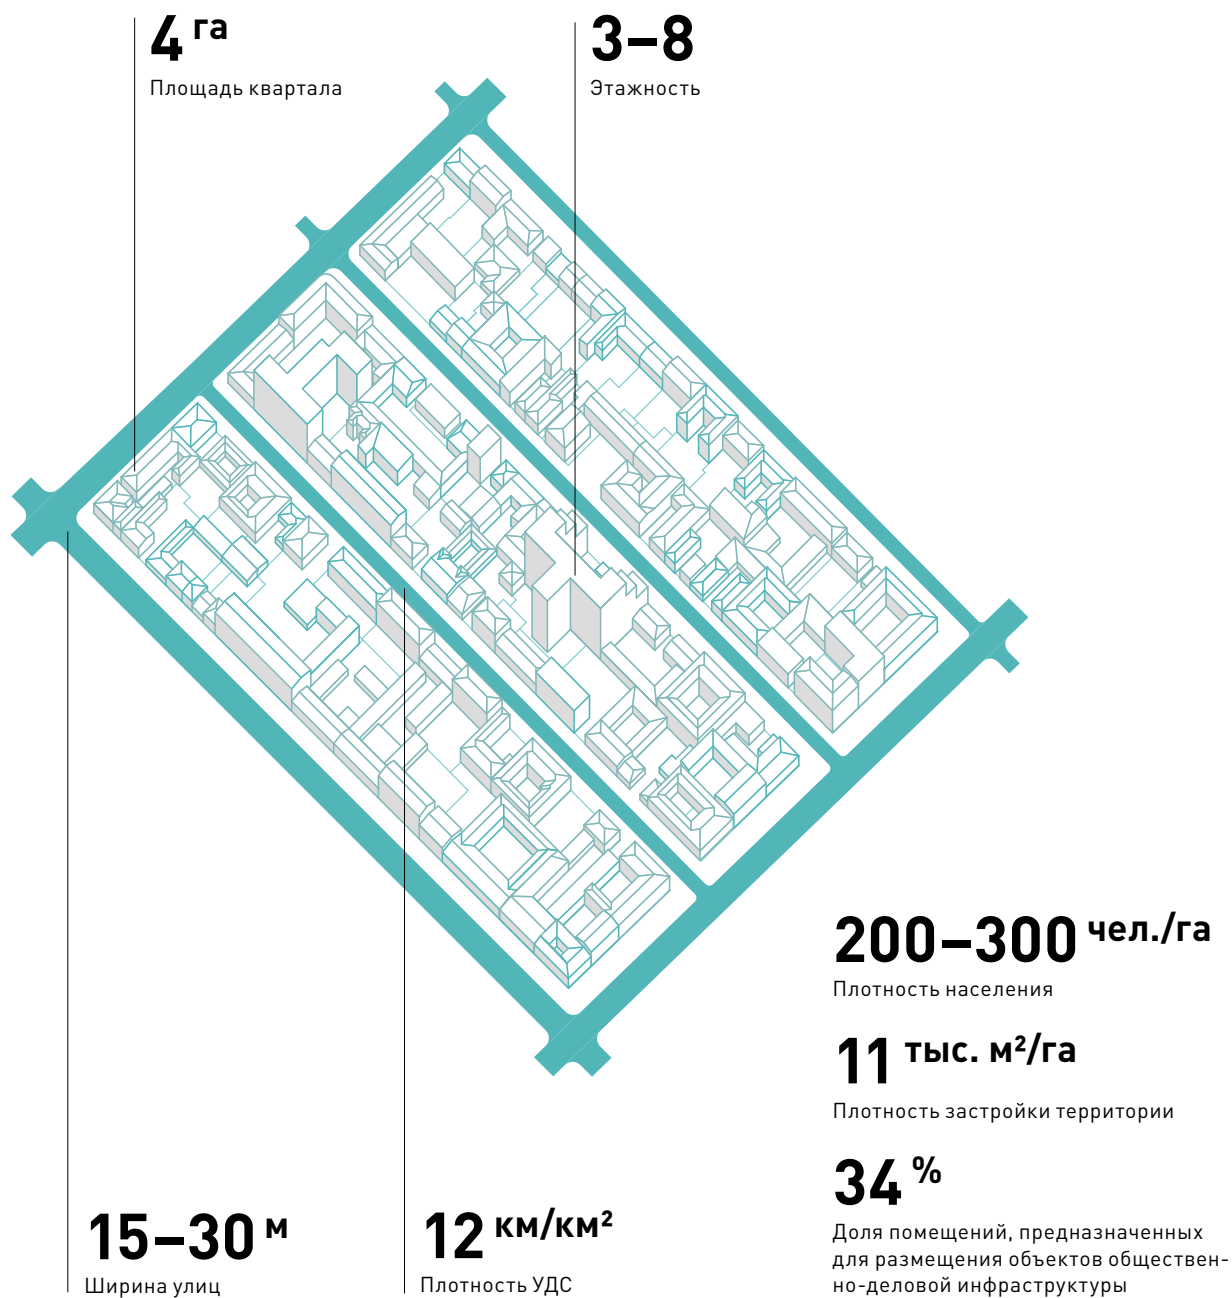 4 га
Площадь квартала
3–8
Этажность
200–300 чел./га
Плотность населения
11 тыс. м²/га
Плотность застройки территории
34 %
Доля помещений, предназначенных
для размещения объектов обществен-
но-деловой инфраструктуры
15–30 м
Ширина улиц
12 км/км²
Плотность УДС